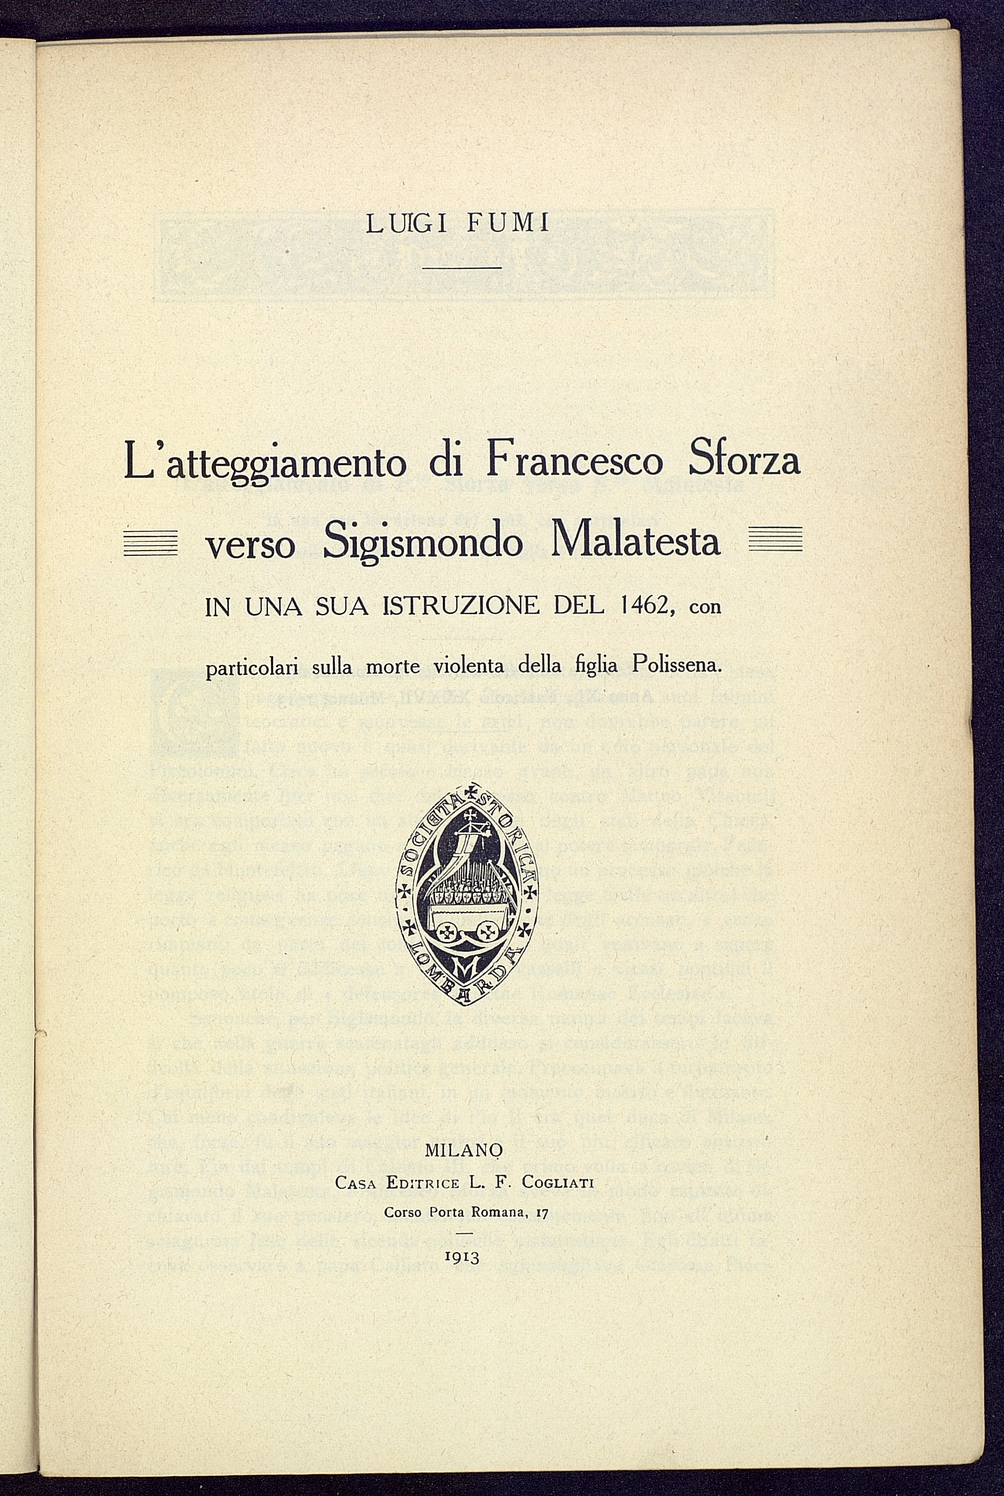 LUIGI FUMI
L'atteggiamento di Francesco Sforza
verso Sigismondo Malatesta
IN UNA SUA ISTRUZIONE DEL 1462, con
particolari sulla morte violenta della figlia Polissena.
SOCIETA STORICA
LOMBARDA
M
MILANO
CASA EDITRICE L. F. COGLIATI
Corso Porta Romana, 17
1913